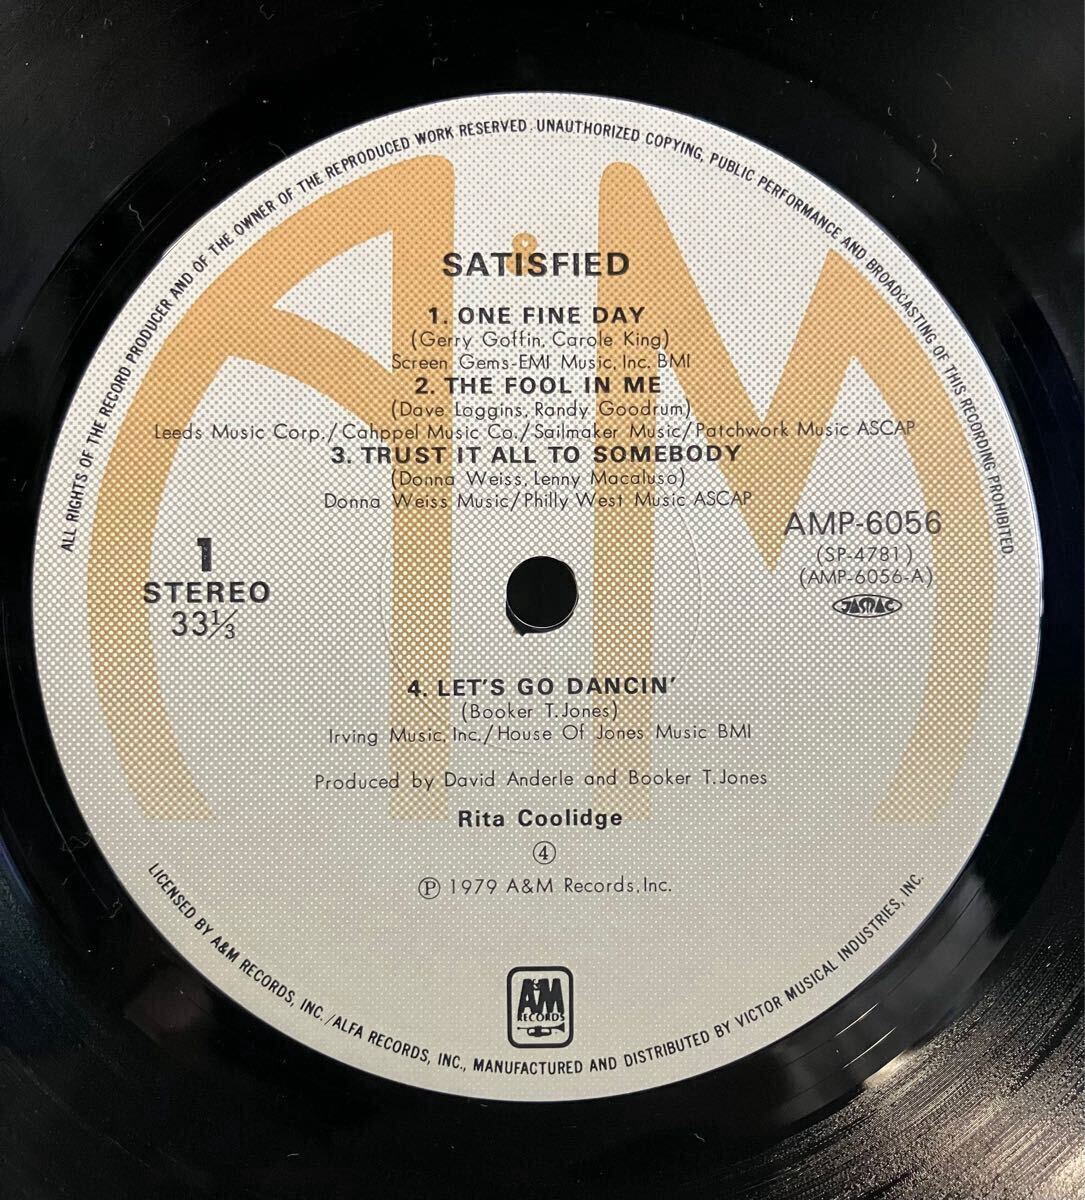 ALL RIGHTS OF THE RECORD PRODUCER AND OF THE OWNER OF THE REPRODUCED WORK RESERVED. UNAUTHORIZED COPYING, PUBLIC PERFORMANCE AND BROADCASTING OF THIS RECORDING PROHIBITED
A&M
SATISFIED
1. ONE FINE DAY
(Gerry Goffin, Carole King)
Screen Gems-EMI Music, Inc. BMI
2. THE FOOL IN ME
(Dave Loggins, Randy Goodrum)
Leeds Music Corp./Cahppel Music Co./Sailmaker Music/Patchwork Music ASCAP
3. TRUST IT ALL TO SOMEBODY
(Donna Weiss, Lenny Macaluso)
Donna Weiss Music/Philly West Music ASCAP
1
STEREO
33⅓
AMP-6056
(SP-4781)
(AMP-6056-A)
JASRAC
4. LET'S GO DANCIN'
(Booker T. Jones)
Irving Music, Inc./House Of Jones Music BMI
Produced by David Anderle and Booker T. Jones
Rita Coolidge
④
Ⓟ 1979 A&M Records, Inc.
A&M
RECORDS
LICENSED BY A&M RECORDS, INC./ALFA RECORDS, INC., MANUFACTURED AND DISTRIBUTED BY VICTOR MUSICAL INDUSTRIES, INC.